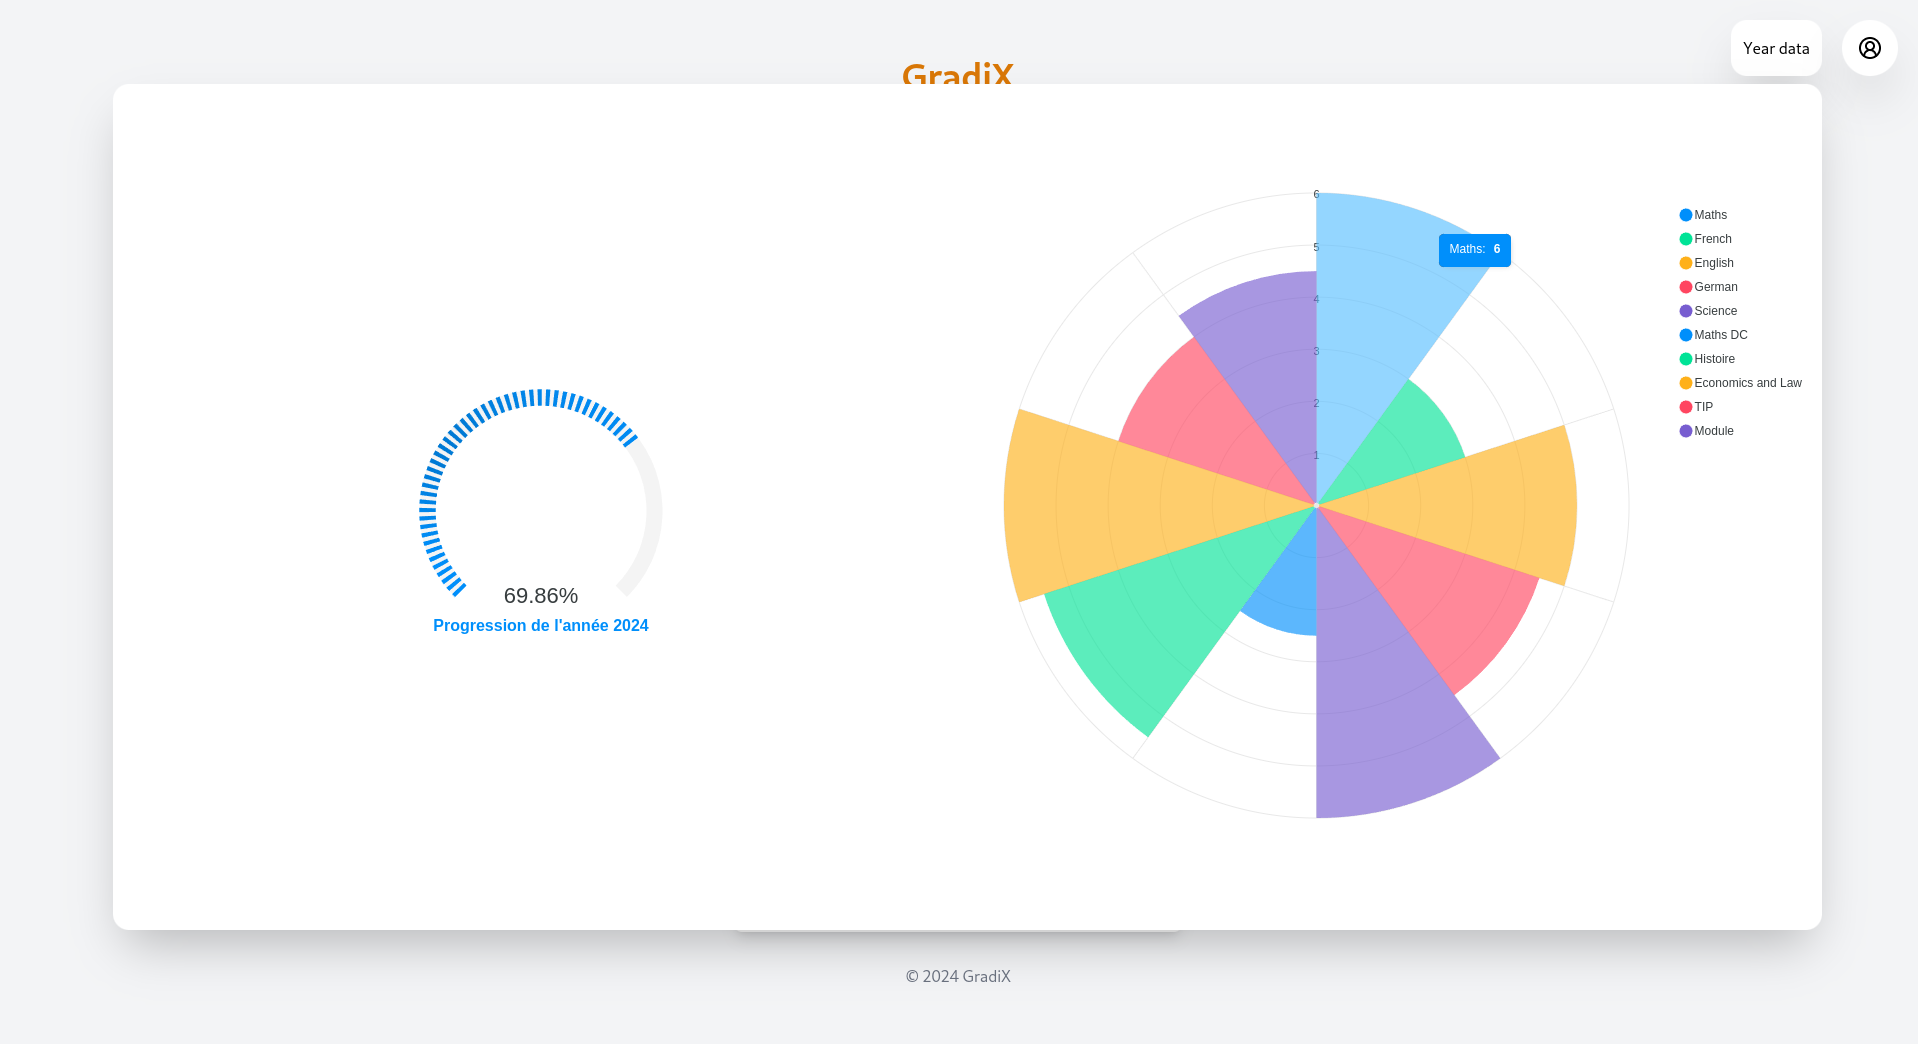 Year data
GradiX
6
5
4
3
2
1
Maths: 6
Maths
French
English
German
Science
Maths DC
Histoire
Economics and Law
TIP
Module
69.86%
Progression de l'année 2024
© 2024 GradiX